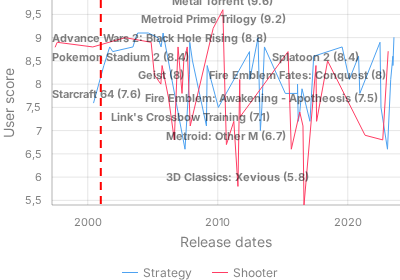 Metal Torrent (9.6)
9,5
Metroid Prime Trilogy (9.2)
9
Advance Wars 2: Black Hole Rising (8.8)
8,5
Pokemon Stadium 2 (8.4)
Splatoon 2 (8.4)
8
Geist (8)
Fire Emblem Fates: Conquest (8)
Starcraft 64 (7.6)
Fire Emblem: Awakening - Apotheosis (7.5)
7,5
Link's Crossbow Training (7.1)
7
Metroid: Other M (6.7)
6,5
6
3D Classics: Xevious (5.8)
5,5
User score
2000
2010
2020
Release dates
Strategy
Shooter